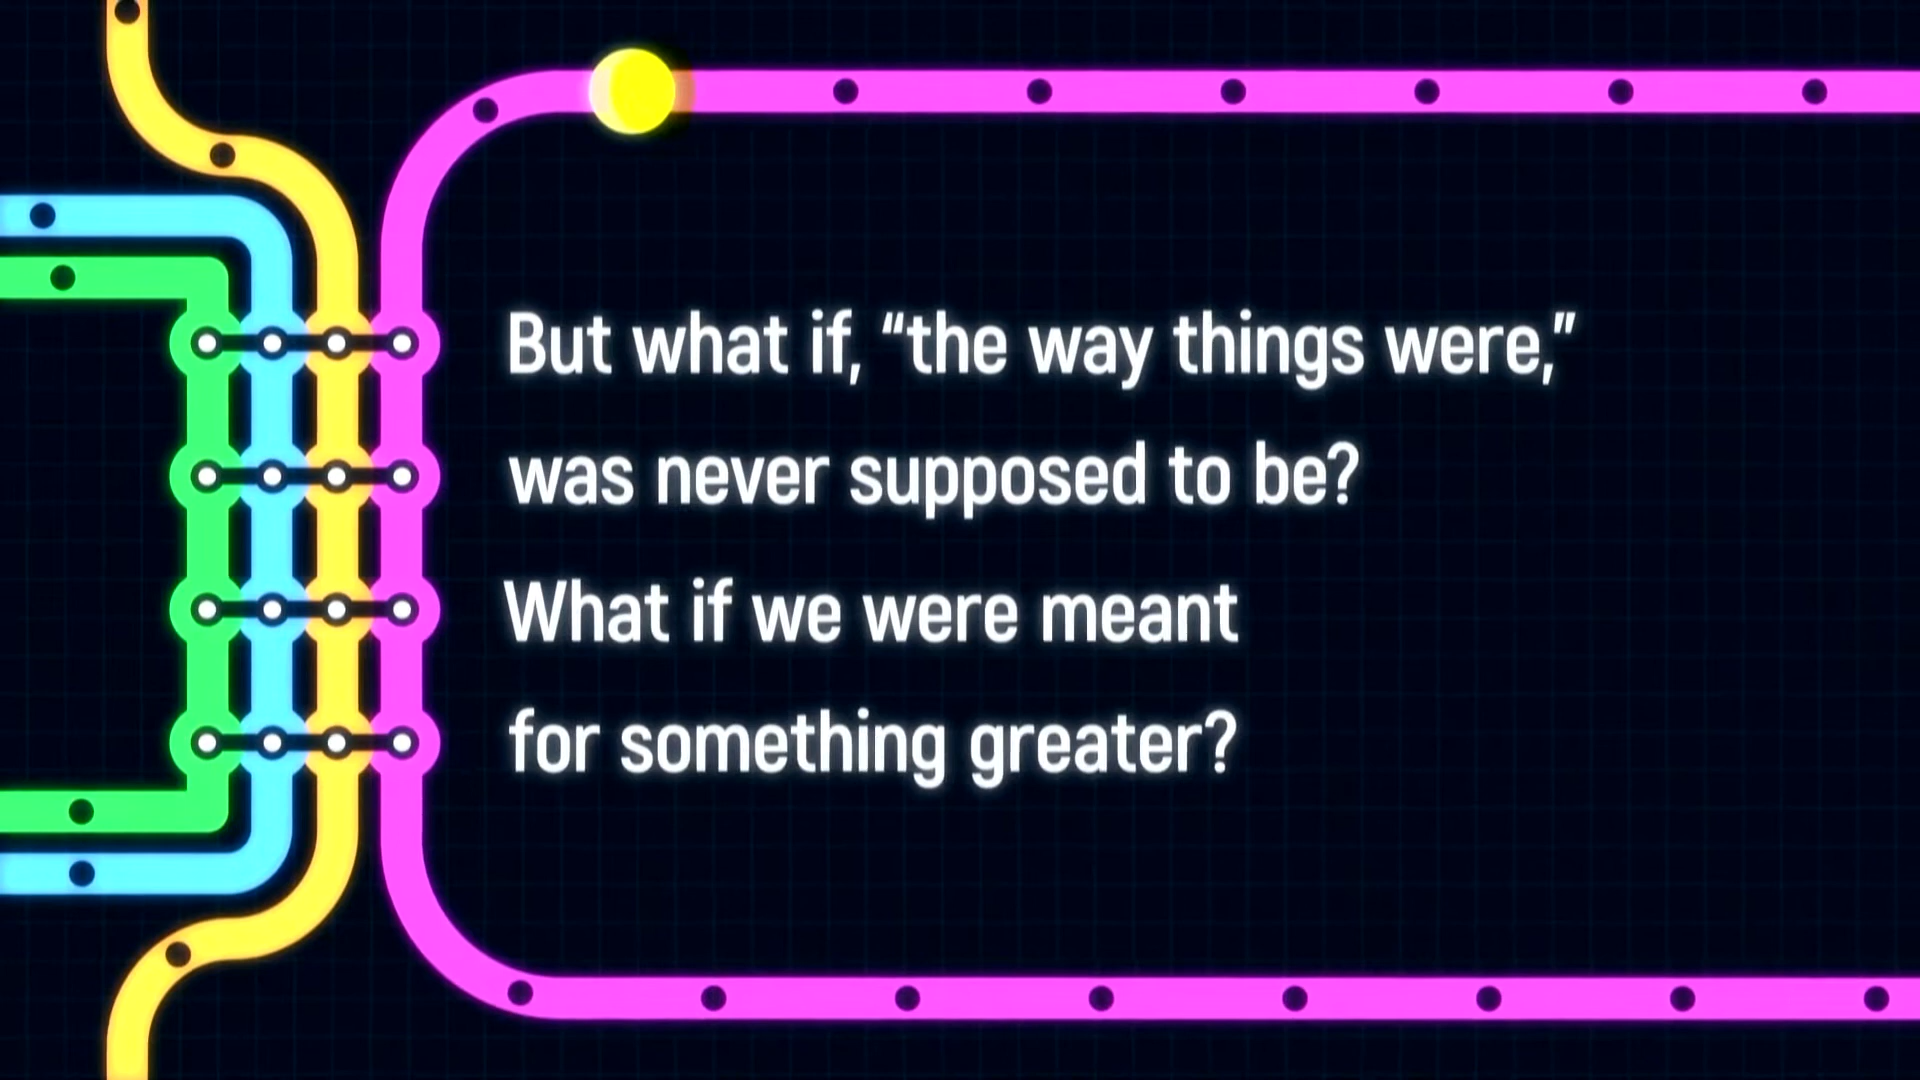 But what if, “the way things were,”
was never supposed to be?
What if we were meant
for something greater?